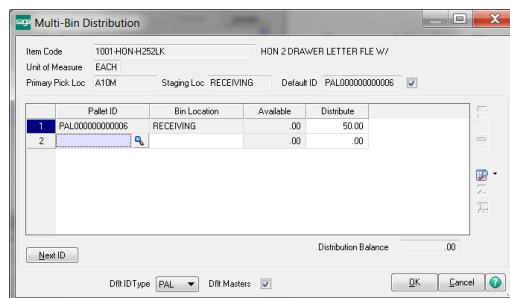 sage Multi-Bin Distribution
Item Code 1001-HON-H252LK HON 2 DRAWER LETTER FLE W/
Unit of Measure EACH
Primary Pick Loc A10M Staging Loc RECEIVING Default ID PAL000000000006
Pallet ID Bin Location Available Distribute
1 PAL000000000006 RECEIVING .00 50.00
2 .00 .00
Distribution Balance .00
Next ID
Dflt ID Type PAL Dflt Masters OK Cancel